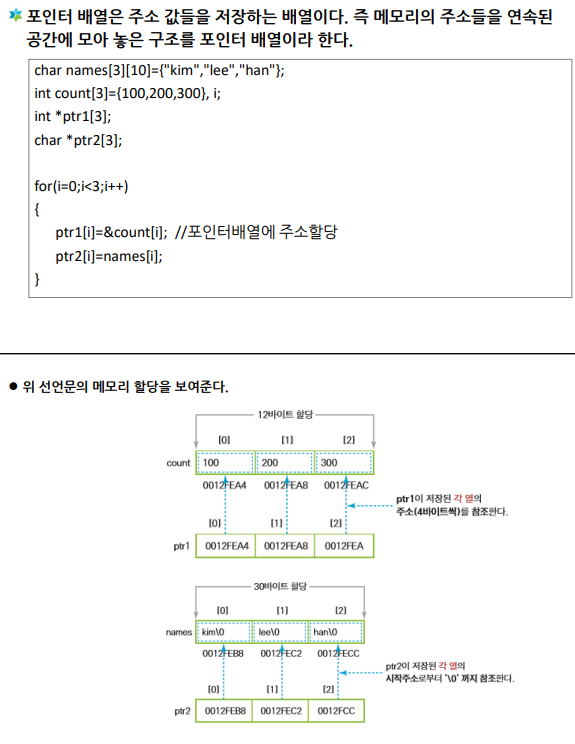 포인터 배열은 주소 값들을 저장하는 배열이다. 즉 메모리의 주소들을 연속된
공간에 모아 놓은 구조를 포인터 배열이라 한다.
char names[3][10]={"kim","lee","han"};
int count[3]={100,200,300}, i;
int *ptr1[3];
char *ptr2[3];
for(i=0;i<3;i++)
{
ptr1[i]=&count[i]; //포인터배열에 주소할당
ptr2[i]=names[i];
}
● 위 선언문의 메모리 할당을 보여준다.
12바이트 할당
[0] [1] [2]
count 100 200 300
0012FEA4 0012FEA8 0012FEAC
ptr1이 저장된 각 열의
주소(4바이트씩)를 참조한다.
[0] [1] [2]
ptr1 0012FEA4 0012FEA8 0012FEA
30바이트 할당
[0] [1] [2]
names kim\0 lee\0 han\0
0012FEB8 0012FEC2 0012FECC
ptr2이 저장된 각 열의
시작주소로부터 '\0' 까지 참조한다.
[0] [1] [2]
ptr2 0012FEB8 0012FEC2 0012FCC